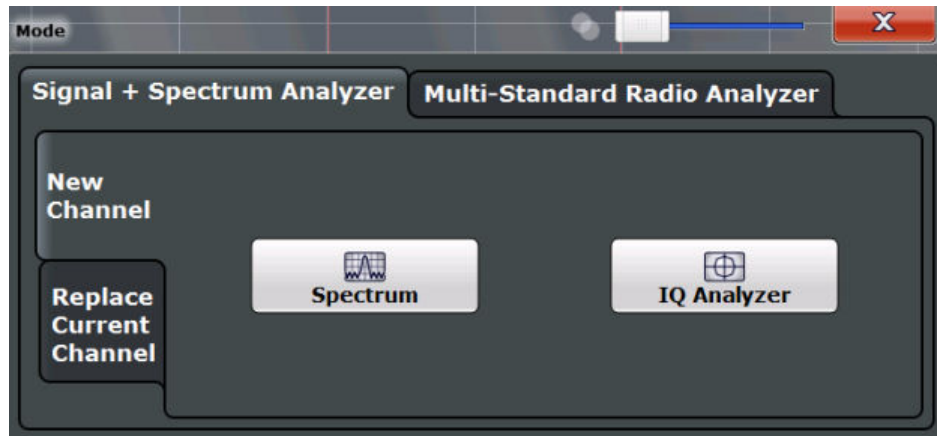 Mode
X
Signal + Spectrum Analyzer
Multi-Standard Radio Analyzer
New
Channel
Spectrum
IQ Analyzer
Replace
Current
Channel